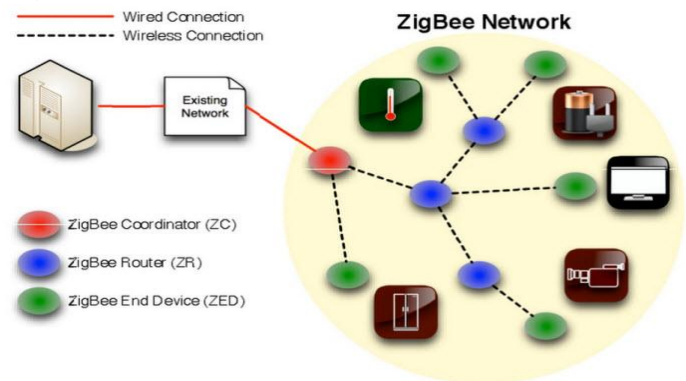 Wired Connection
Wireless Connection
ZigBee Network
Existing
Network
ZigBee Coordinator (ZC)
ZigBee Router (ZR)
ZigBee End Device (ZED)